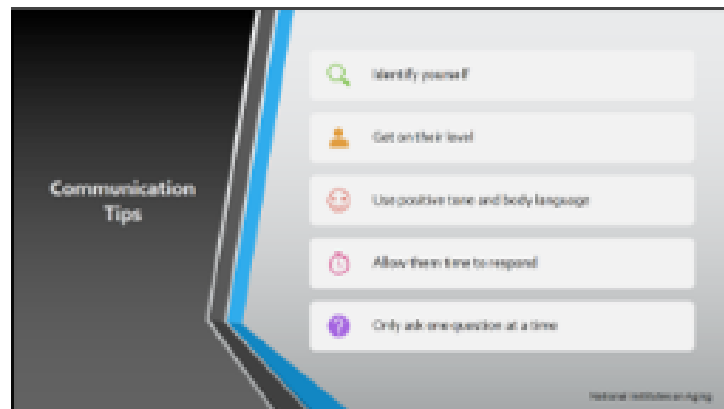 Communication
Tips
Identify yourself
Get on their level
Use positive tone and body language
Allow them time to respond
Only ask one question at a time
National Institutes on Aging